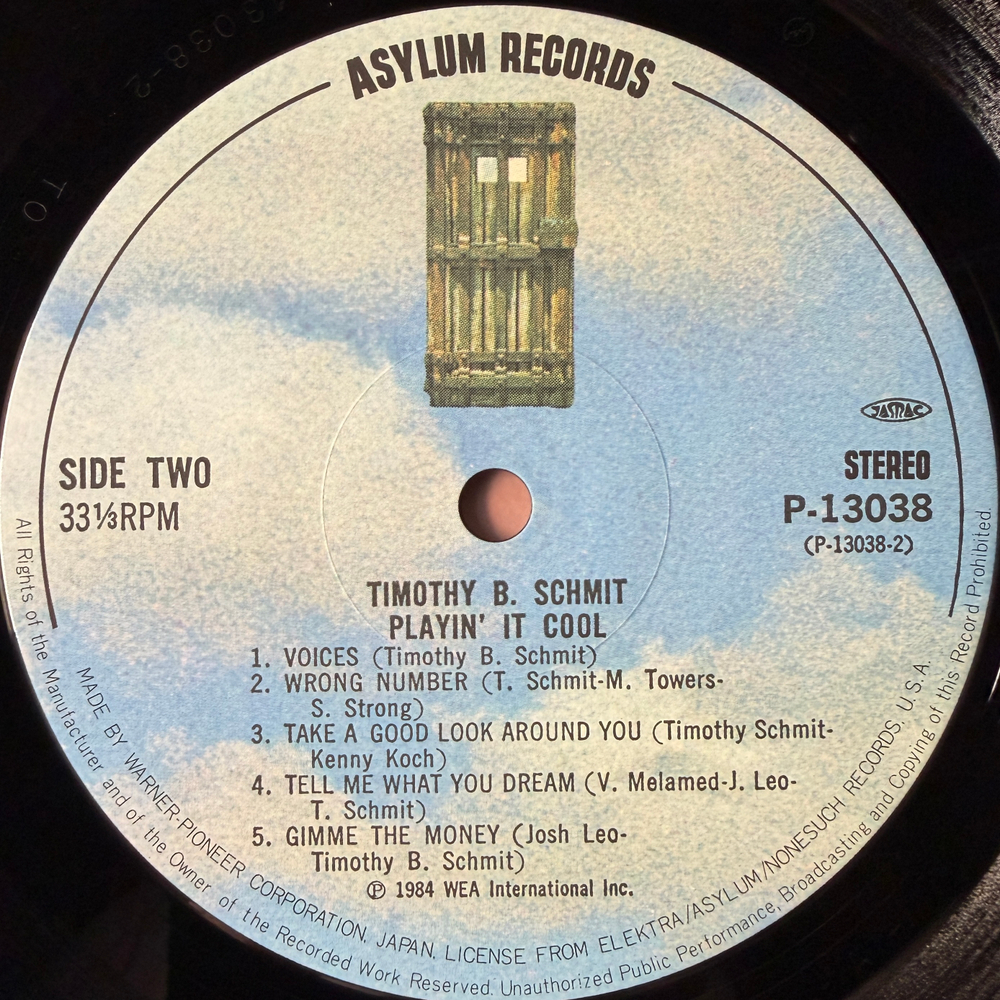 ASYLUM RECORDS
JASRAC
SIDE TWO
33⅓RPM
STEREO
P-13038
(P-13038-2)
TIMOTHY B. SCHMIT
PLAYIN' IT COOL
1. VOICES (Timothy B. Schmit)
2. WRONG NUMBER (T. Schmit-M. Towers-
S. Strong)
3. TAKE A GOOD LOOK AROUND YOU (Timothy Schmit-
Kenny Koch)
4. TELL ME WHAT YOU DREAM (V. Melamed-J. Leo-
T. Schmit)
5. GIMME THE MONEY (Josh Leo-
Timothy B. Schmit)
℗ 1984 WEA International Inc.
MADE BY WARNER-PIONEER CORPORATION, JAPAN, LICENSE FROM ELEKTRA/ASYLUM/NONESUCH RECORDS, U.S.A.
All Rights of the Manufacturer and of the Owner of the Recorded Work Reserved. Unauthorized Public Performance, Broadcasting and Copying of this Record Prohibited.